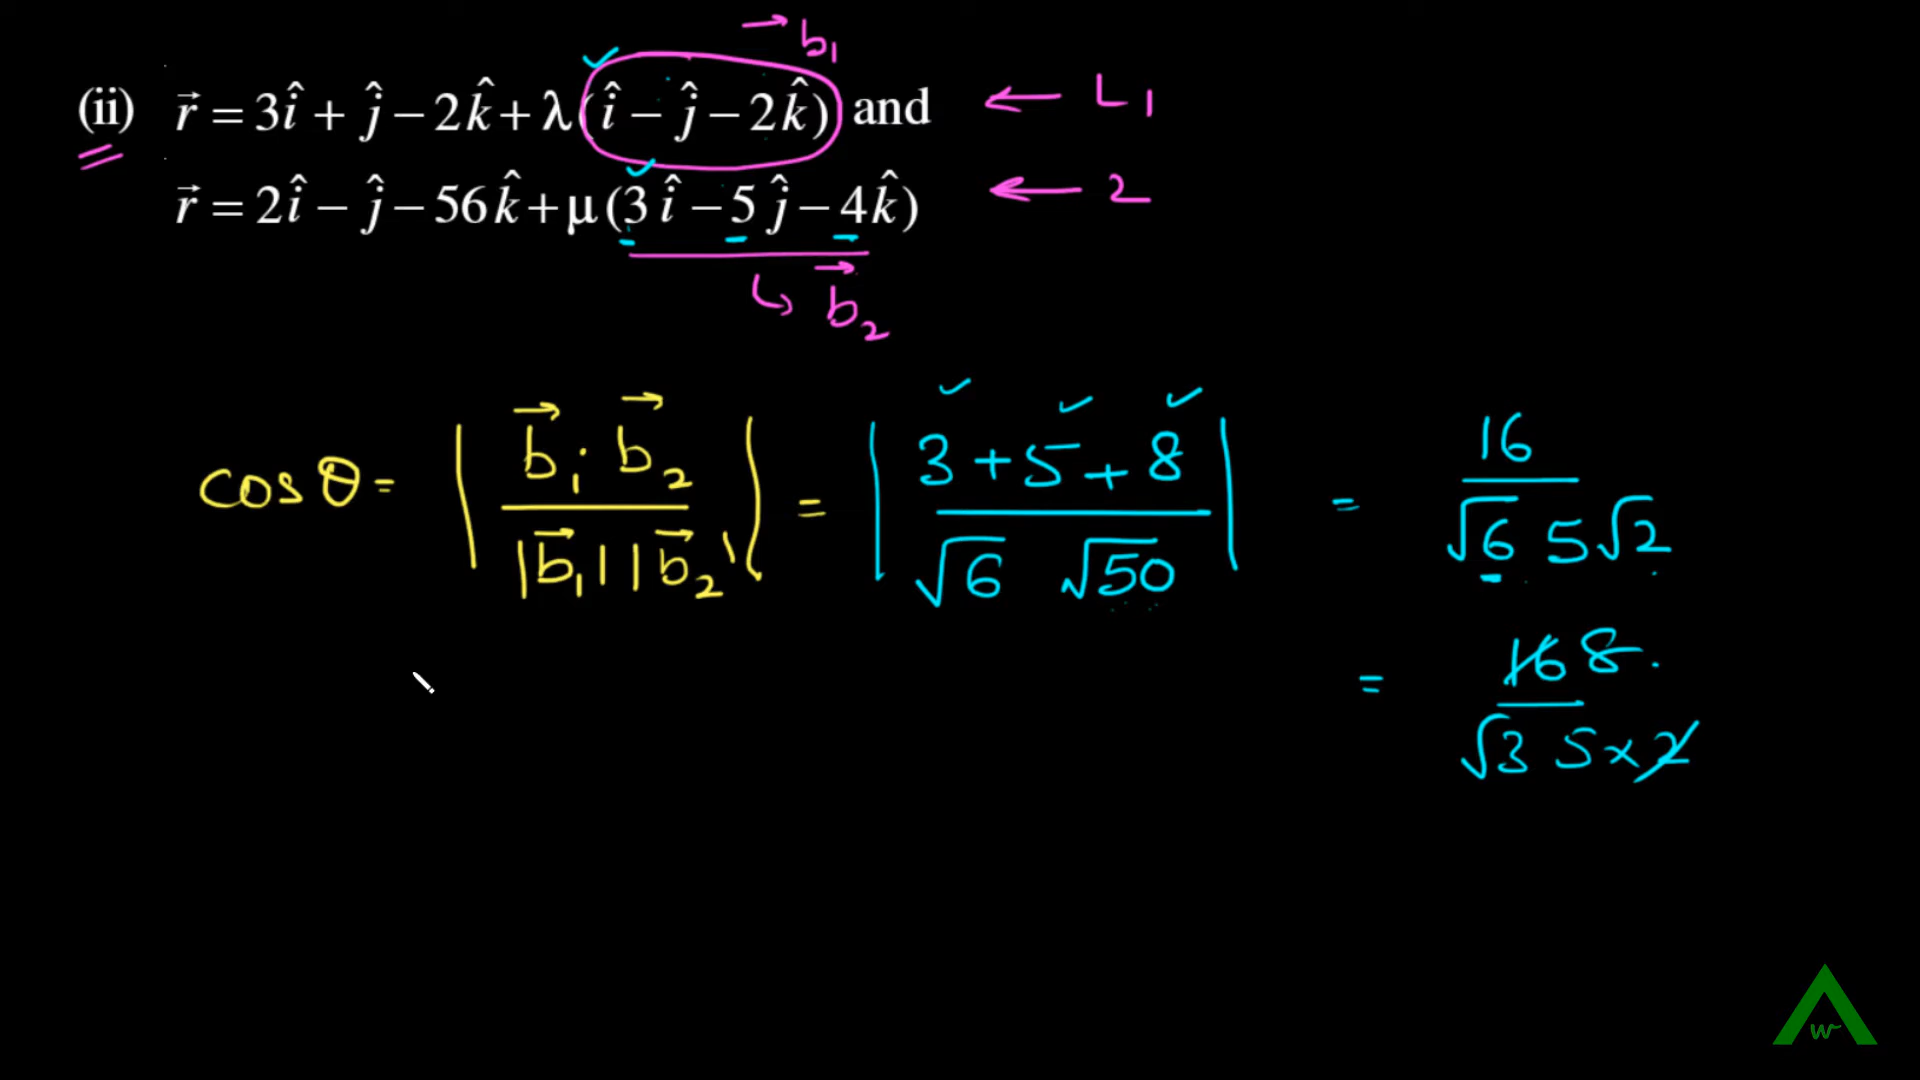 → b₁
(ii) r⃗ = 3î + ĵ − 2k̂ + λ(î − ĵ − 2k̂) and ← L₁
r⃗ = 2î − ĵ − 56k̂ + μ(3î − 5ĵ − 4k̂) ← 2
↳ b⃗₂
cos θ = | b⃗₁ · b⃗₂ / |b⃗₁| |b⃗₂| | = | 3 + 5 + 8 / √6 √50 | = 16 / √6 5√2
= 16 8. / √3 5 × 2
w